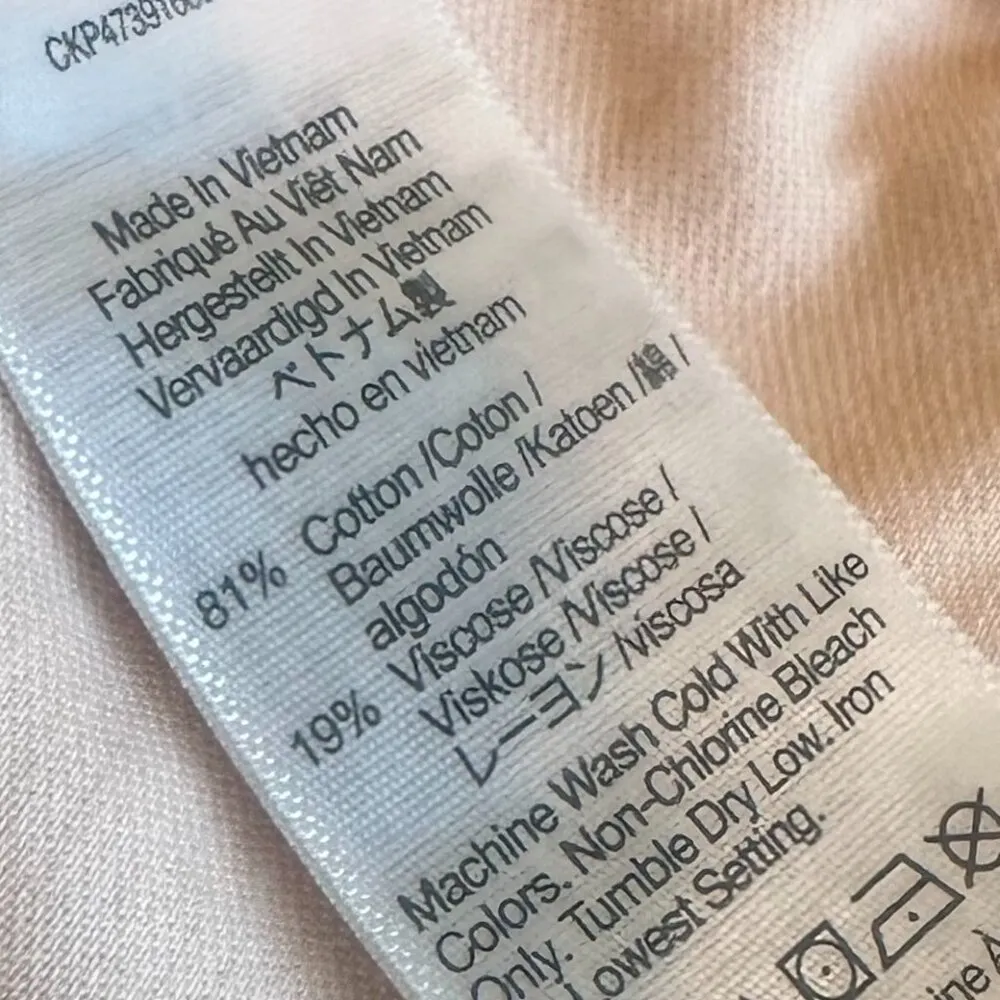 Made In Vietnam
Fabriqué Au Việt Nam
Hergestellt In Vietnam
Vervaardigd In Vietnam
ベトナム製
hecho en vietnam
81% Cotton /Coton /
Baumwolle /Katoen /綿 /
algodón
19% Viscose /Viscose /
Viskose /Viscose /
レーヨン /viscosa
Machine Wash Cold With Like
Colors. Non-Chlorine Bleach
Only. Tumble Dry Low. Iron
Lowest Setting.